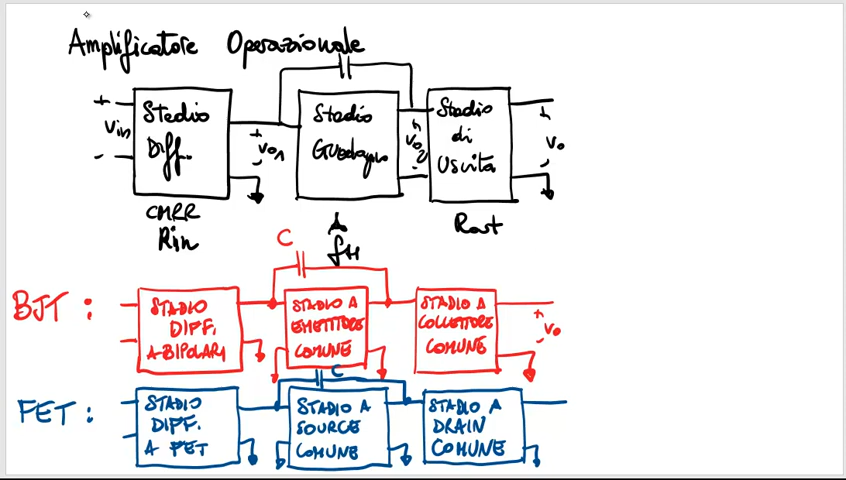 Amplificatore Operazionale
+
Vin
-
Stadio
Diff.
CMRR
Rin
+
Vo1
-
Stadio
Guadagno
A
fH
+
Vo2
-
Stadio
di
Uscita
Rout
+
Vo
-
BJT :
STADIO
DIFF.
A BIPOLARI
C
STADIO A
EMETTITORE
COMUNE
STADIO A
COLLETTORE
COMUNE
+
Vo
-
FET :
STADIO
DIFF.
A FET
C
STADIO A
SOURCE
COMUNE
STADIO A
DRAIN
COMUNE